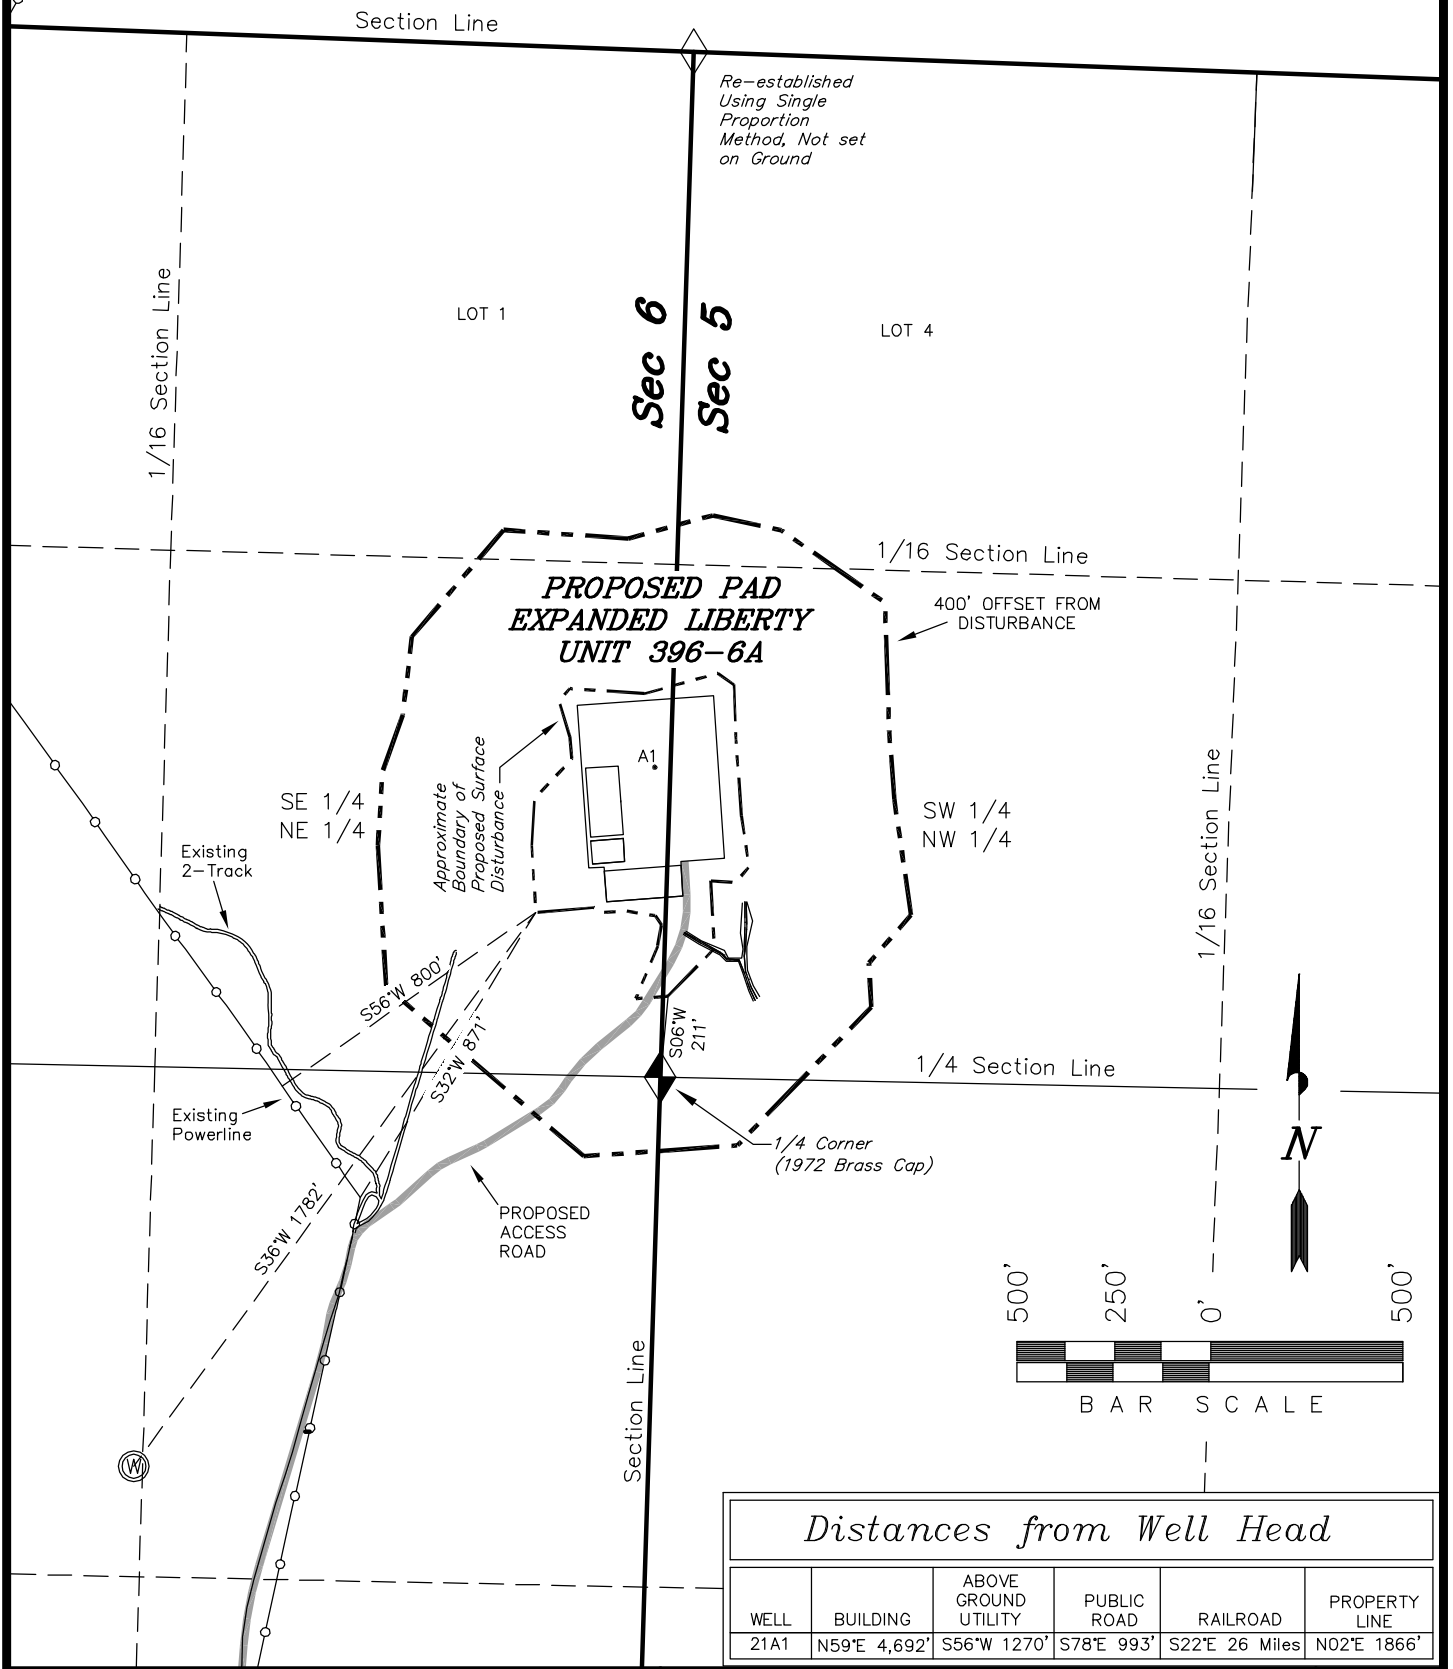 Section Line
Re-established
Using Single
Proportion
Method, Not set
on Ground
1/16 Section Line
LOT 1
Sec 6
Sec 5
LOT 4
1/16 Section Line
PROPOSED PAD
EXPANDED LIBERTY
UNIT 396-6A
400' OFFSET FROM
DISTURBANCE
A1
Approximate
Boundary of
Proposed Surface
Disturbance
SE 1/4
NE 1/4
SW 1/4
NW 1/4
1/16 Section Line
Existing
2-Track
S56°W 800'
S32°W 871'
S06°W
211'
1/4 Section Line
Existing
Powerline
1/4 Corner
(1972 Brass Cap)
N
S36°W 1782'
PROPOSED
ACCESS
ROAD
500'
250'
0'
500'
BAR SCALE
Section Line
W
Distances from Well Head
WELL
BUILDING
ABOVE
GROUND
UTILITY
PUBLIC
ROAD
RAILROAD
PROPERTY
LINE
21A1
N59°E 4,692'
S56°W 1270'
S78°E 993'
S22°E 26 Miles
N02°E 1866'